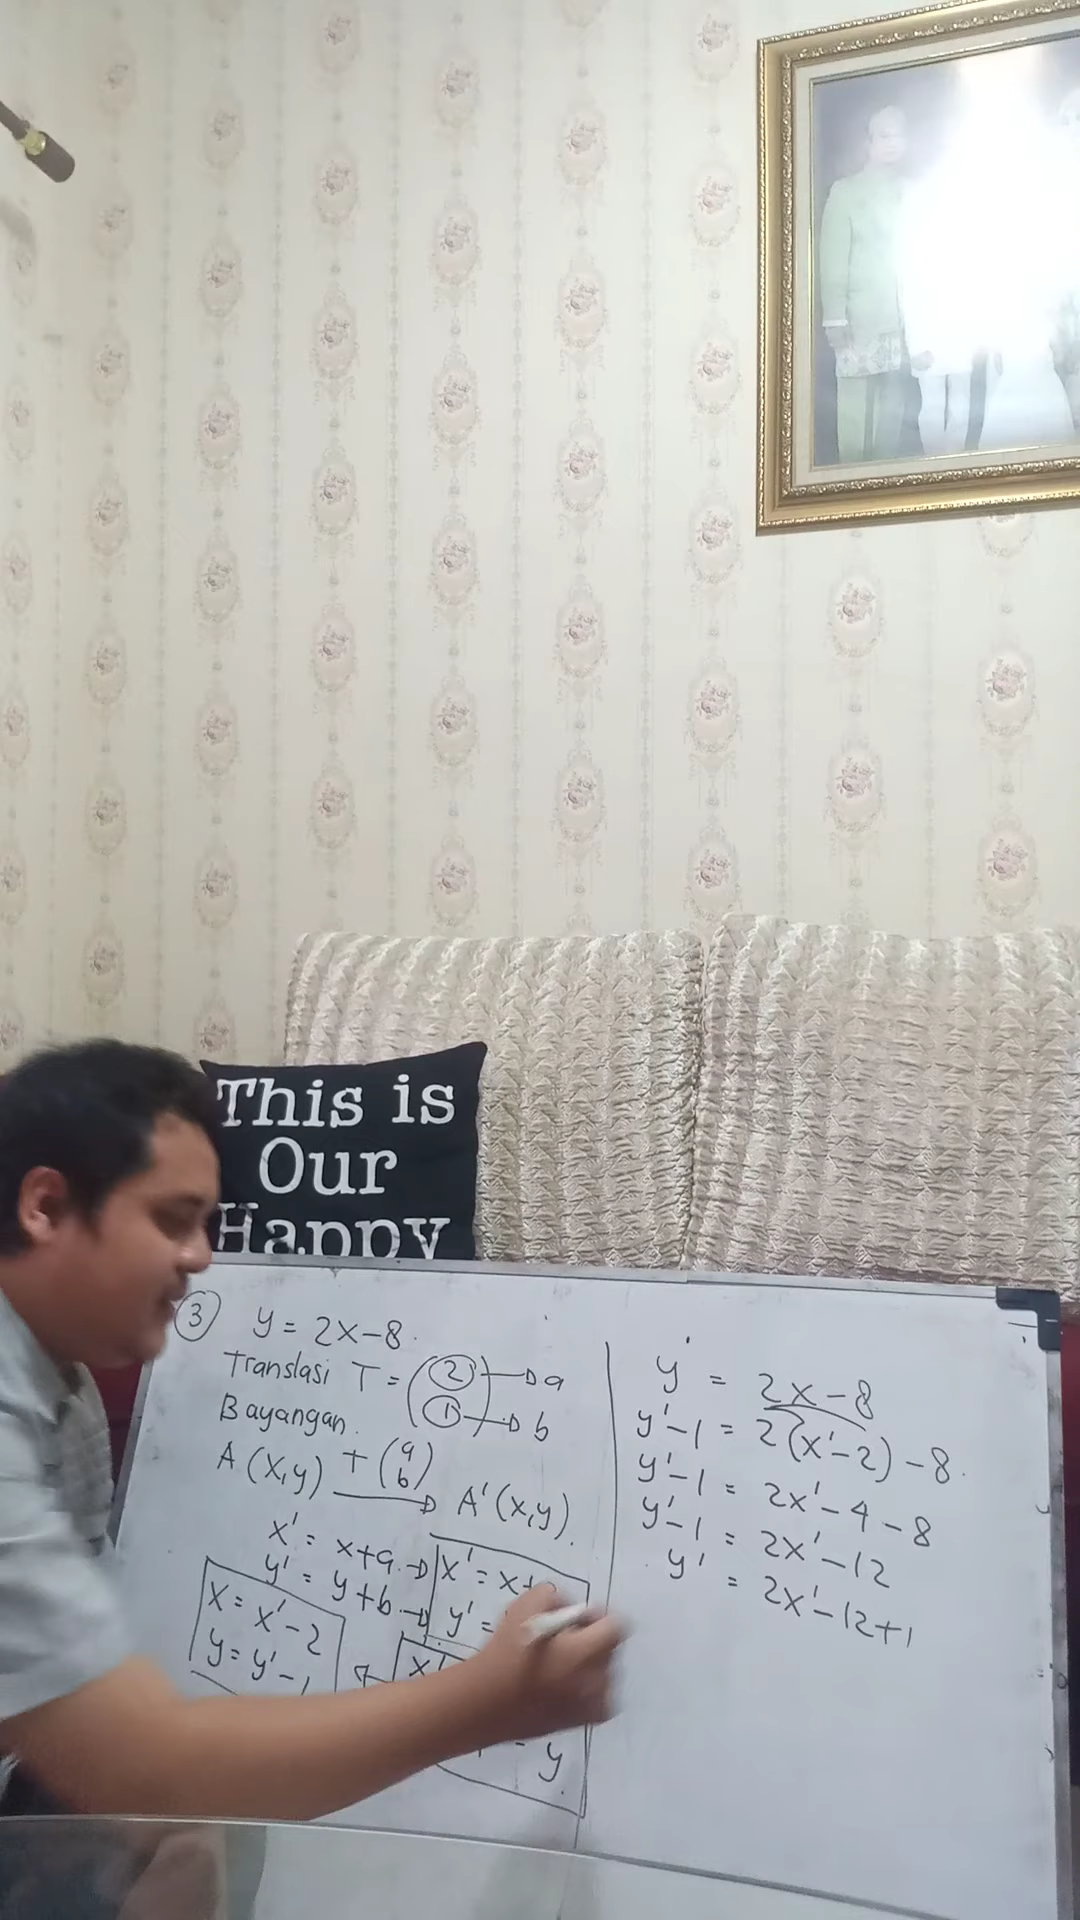 This is
Our
Happy
3 y = 2x - 8.
Translasi T = (2) → a
(1) → b
Bayangan.
A(x,y) + (a b) → A'(x,y).
x' = x+a → x' = x+
y' = y+b → y' =
x = x'-2
y = y'-1
x'
y.
y = 2x-8
y'-1 = 2(x'-2)-8.
y'-1 = 2x'-4-8
y'-1 = 2x'-12
y' = 2x'-12+1